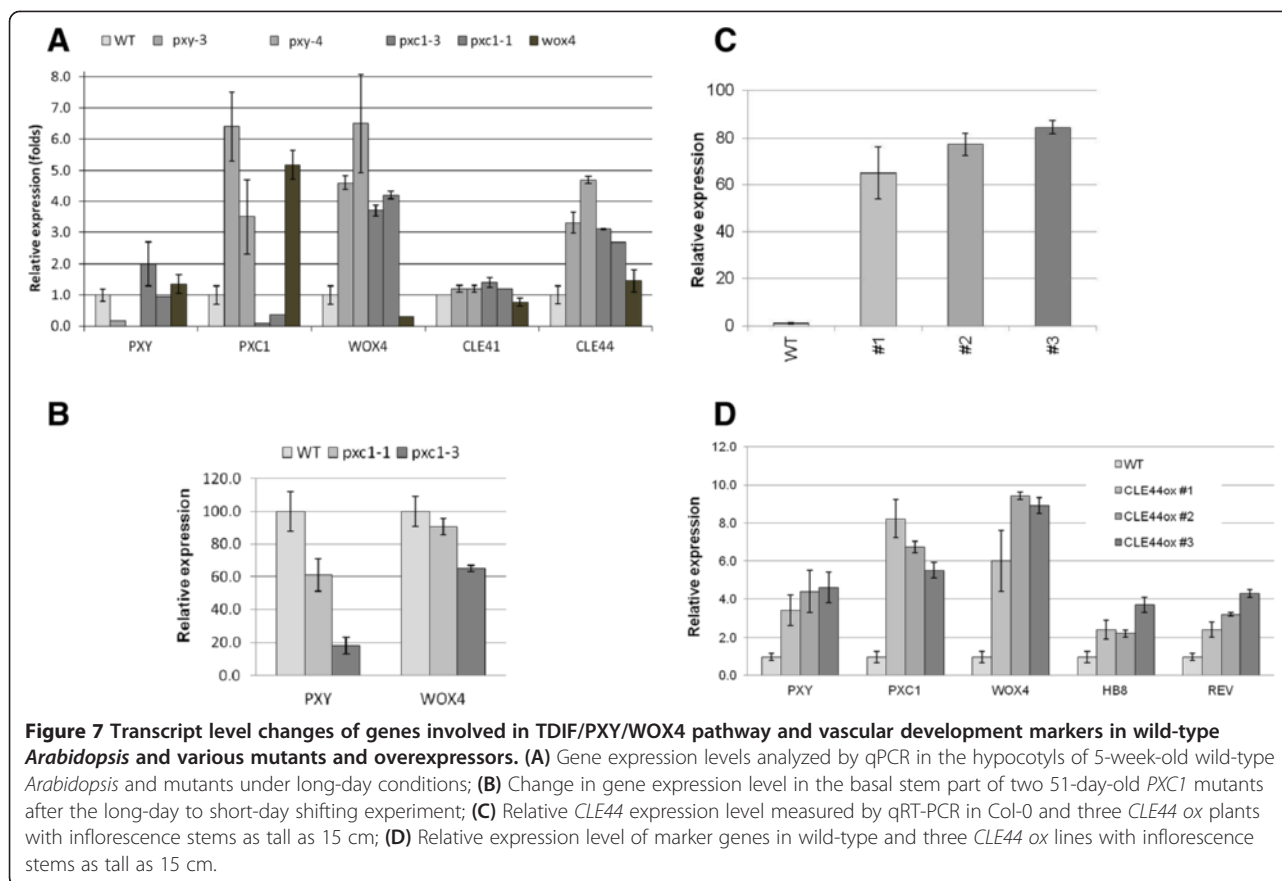 A
WT pxy-3 pxy-4 pxc1-3 pxc1-1 wox4
Relative expression (folds)
8.0
7.0
6.0
5.0
4.0
3.0
2.0
1.0
0.0
PXY PXC1 WOX4 CLE41 CLE44
C
Relative expression
100
80
60
40
20
0
WT #1 #2 #3
B
WT pxc1-1 pxc1-3
Relative expression
120.0
100.0
80.0
60.0
40.0
20.0
0.0
PXY WOX4
D
Relative expression
12.0
10.0
8.0
6.0
4.0
2.0
0.0
WT
CLE44ox #1
CLE44ox #2
CLE44ox #3
PXY PXC1 WOX4 HB8 REV
Figure 7 Transcript level changes of genes involved in TDIF/PXY/WOX4 pathway and vascular development markers in wild-type
Arabidopsis and various mutants and overexpressors. (A) Gene expression levels analyzed by qPCR in the hypocotyls of 5-week-old wild-type
Arabidopsis and mutants under long-day conditions; (B) Change in gene expression level in the basal stem part of two 51-day-old PXC1 mutants
after the long-day to short-day shifting experiment; (C) Relative CLE44 expression level measured by qRT-PCR in Col-0 and three CLE44 ox plants
with inflorescence stems as tall as 15 cm; (D) Relative expression level of marker genes in wild-type and three CLE44 ox lines with inflorescence
stems as tall as 15 cm.